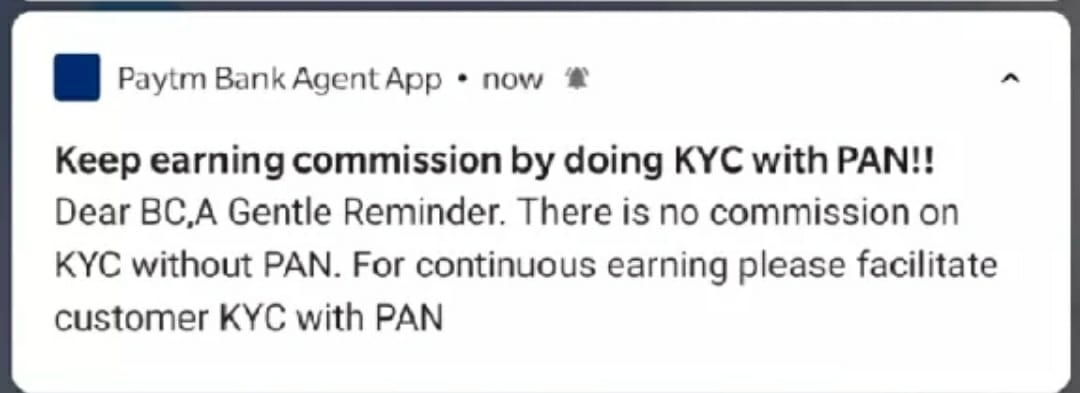 Paytm Bank Agent App • now
Keep earning commission by doing KYC with PAN!!
Dear BC,A Gentle Reminder. There is no commission on
KYC without PAN. For continuous earning please facilitate
customer KYC with PAN